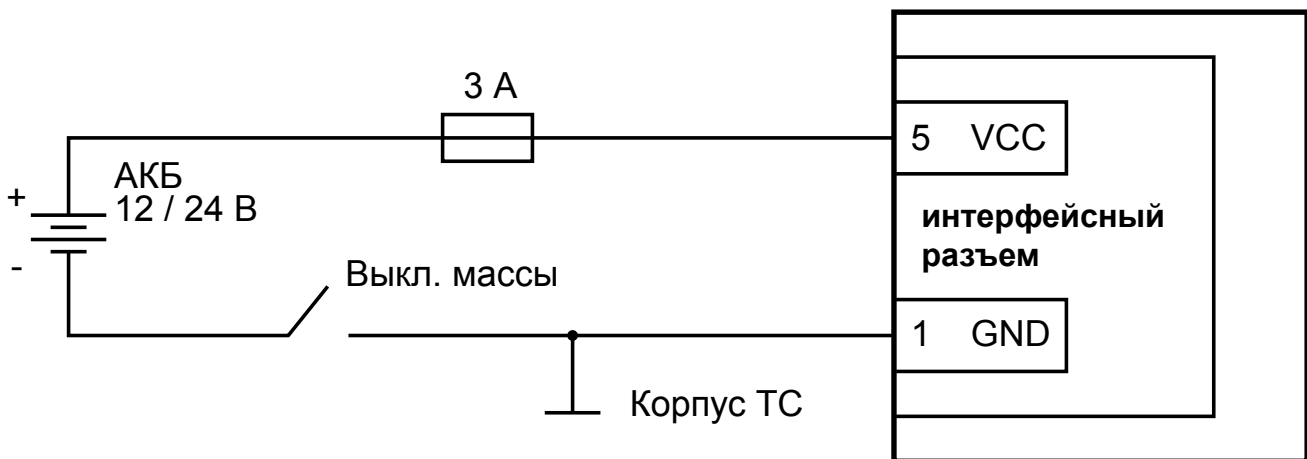 3 А
5 VCC
+
АКБ
12 / 24 В
-
интерфейсный
разъем
Выкл. массы
1 GND
Корпус ТС